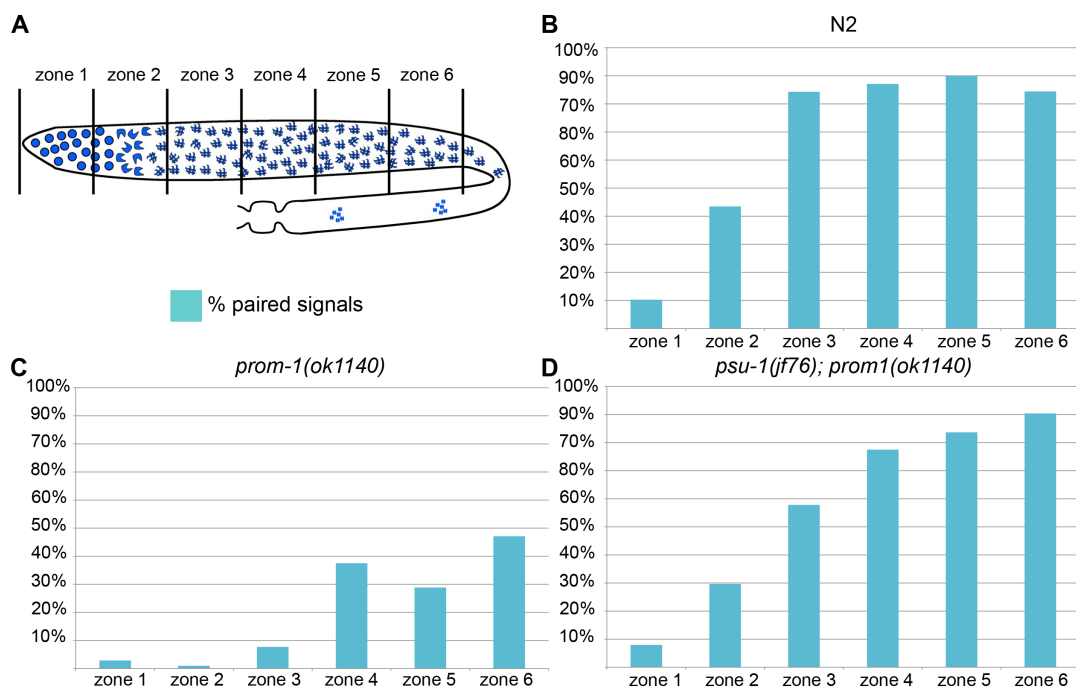 A
zone 1 zone 2 zone 3 zone 4 zone 5 zone 6
% paired signals
B
N2
100%
90%
70%
80%
60%
50%
40%
30%
20%
10%
zone 1 zone 2 zone 3 zone 4 zone 5 zone 6
C
prom-1(ok1140)
100%
90%
70%
80%
60%
50%
40%
30%
20%
10%
zone 1 zone 2 zone 3 zone 4 zone 5 zone 6
D
psu-1(jf76); prom1(ok1140)
100%
90%
70%
80%
60%
50%
40%
30%
20%
10%
zone 1 zone 2 zone 3 zone 4 zone 5 zone 6